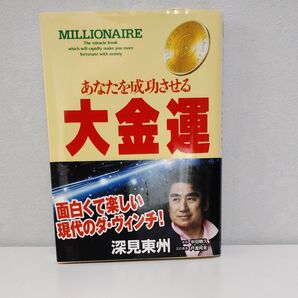 MILLIONAIRE
The miracle book
which will rapidly make you more
fortunate with money
あなたを成功させる
大金運
面白くて楽しい
現代のダ・ヴィンチ!
深見東州